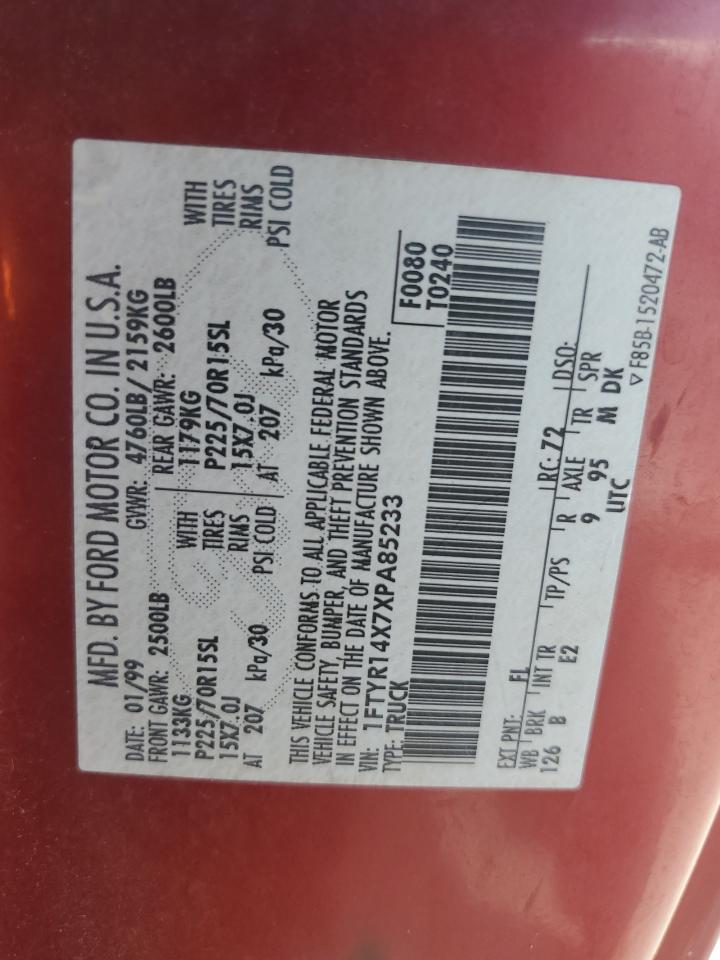 MFD. BY FORD MOTOR CO. IN U.S.A.
DATE: 01/99 GVWR: 4760LB/ 2159KG
FRONT GAWR: 2500LB REAR GAWR: 2600LB
1133KG WITH 1179KG WITH
P225/70R15SL TIRES P225/70R15SL TIRES
15X7.0J RIMS 15X7.0J RIMS
AT 207 kPa/30 PSI COLD AT 207 kPa/30 PSI COLD
THIS VEHICLE CONFORMS TO ALL APPLICABLE FEDERAL MOTOR
VEHICLE SAFETY, BUMPER, AND THEFT PREVENTION STANDARDS
IN EFFECT ON THE DATE OF MANUFACTURE SHOWN ABOVE.
VIN: 1FTYR14X7XPA85233 F0080
TYPE: TRUCK T0240
EXT PNT: FL RC: 72 DSO:
WB BRK INT TR TP/PS R AXLE TR SPR
126 B E2 9 95 M DK
UTC
▽ F85B-1520472-AB